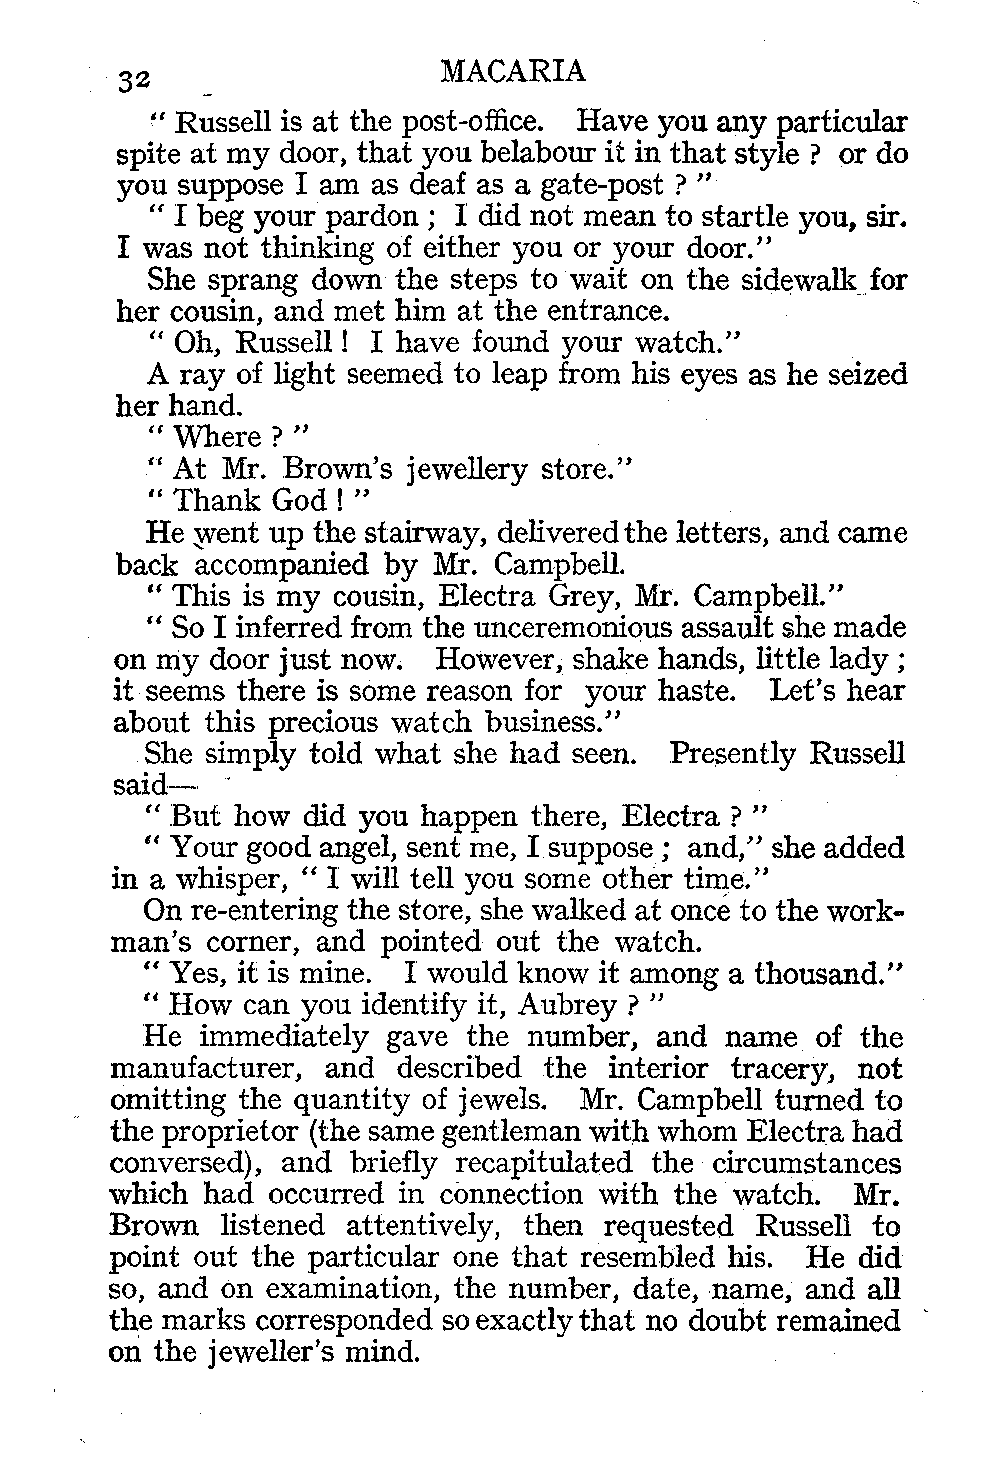 32 MACARIA
" Russell is at the post-office. Have you any particular
spite at my door, that you belabour it in that style ? or do
you suppose I am as deaf as a gate-post ? "
" I beg your pardon ; I did not mean to startle you, sir.
I was not thinking of either you or your door."
She sprang down the steps to wait on the sidewalk for
her cousin, and met him at the entrance.
" Oh, Russell ! I have found your watch."
A ray of light seemed to leap from his eyes as he seized
her hand.
" Where ? "
" At Mr. Brown's jewellery store."
" Thank God ! "
He went up the stairway, delivered the letters, and came
back accompanied by Mr. Campbell.
" This is my cousin, Electra Grey, Mr. Campbell."
" So I inferred from the unceremonious assault she made
on my door just now. However, shake hands, little lady ;
it seems there is some reason for your haste. Let's hear
about this precious watch business."
She simply told what she had seen. Presently Russell
said—
" But how did you happen there, Electra ? "
" Your good angel, sent me, I suppose ; and," she added
in a whisper, " I will tell you some other time."
On re-entering the store, she walked at once to the work-
man's corner, and pointed out the watch.
" Yes, it is mine. I would know it among a thousand."
" How can you identify it, Aubrey ? "
He immediately gave the number, and name of the
manufacturer, and described the interior tracery, not
omitting the quantity of jewels. Mr. Campbell turned to
the proprietor (the same gentleman with whom Electra had
conversed), and briefly recapitulated the circumstances
which had occurred in connection with the watch. Mr.
Brown listened attentively, then requested Russell to
point out the particular one that resembled his. He did
so, and on examination, the number, date, name, and all
the marks corresponded so exactly that no doubt remained
on the jeweller's mind.